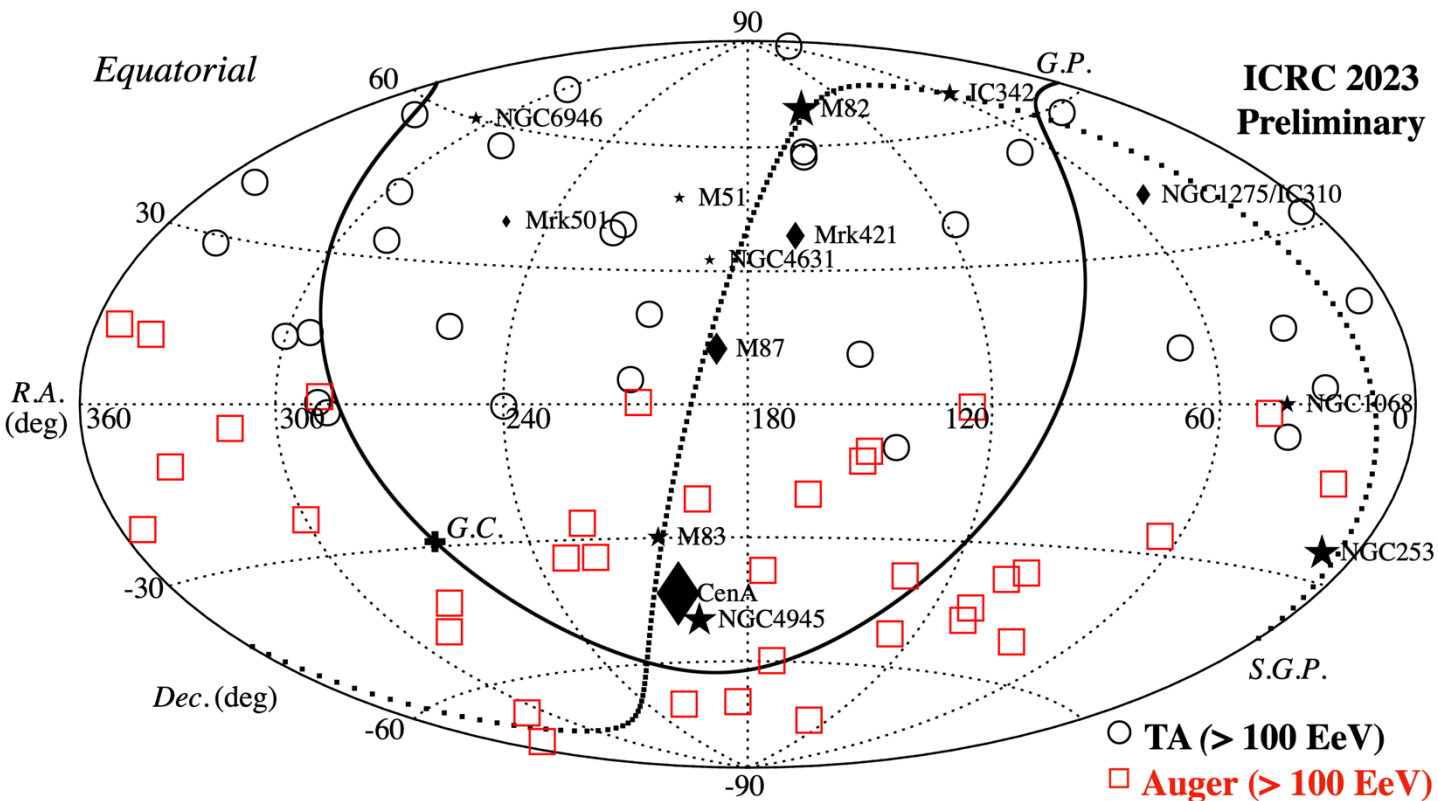 90
Equatorial
G.P.
ICRC 2023
Preliminary
60
IC342
M82
NGC6946
M51
NGC1275/IC310
30
Mrk501
Mrk421
NGC4631
M87
R.A.
(deg)
360
300
240
180
120
60
0
NGC1068
G.C.
M83
NGC253
-30
CenA
NGC4945
S.G.P.
Dec. (deg)
-60
-90
TA (> 100 EeV)
Auger (> 100 EeV)